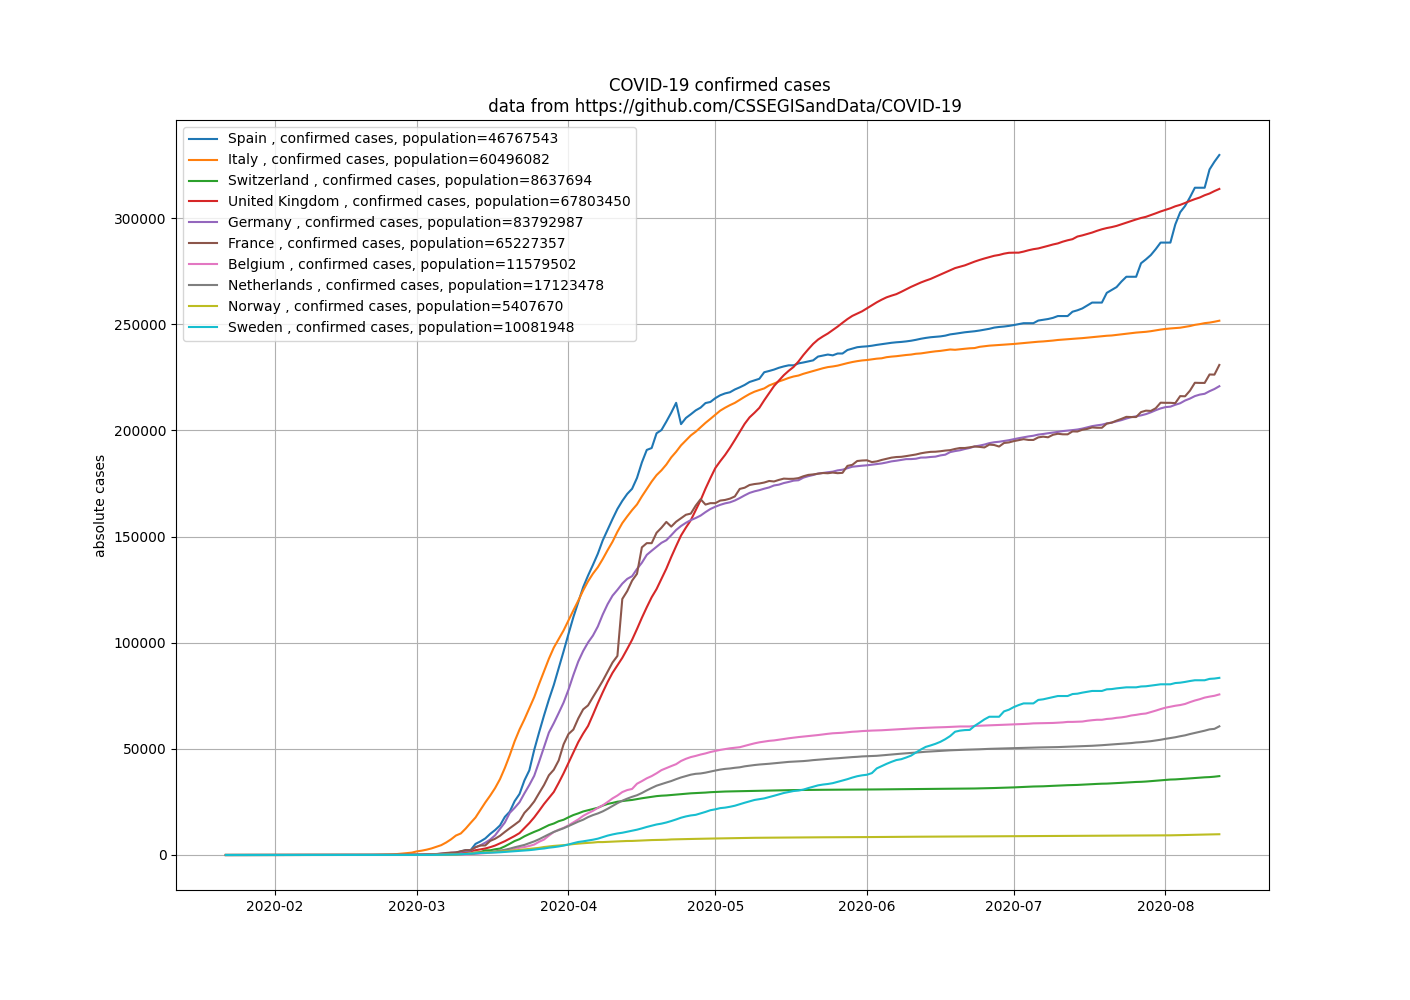 COVID-19 confirmed cases
data from https://github.com/CSSEGISandData/COVID-19
Spain , confirmed cases, population=46767543
Italy , confirmed cases, population=60496082
Switzerland , confirmed cases, population=8637694
United Kingdom , confirmed cases, population=67803450
Germany , confirmed cases, population=83792987
France , confirmed cases, population=65227357
Belgium , confirmed cases, population=11579502
Netherlands , confirmed cases, population=17123478
Norway , confirmed cases, population=5407670
Sweden , confirmed cases, population=10081948
absolute cases
300000
250000
200000
150000
100000
50000
0
2020-02 2020-03 2020-04 2020-05 2020-06 2020-07 2020-08